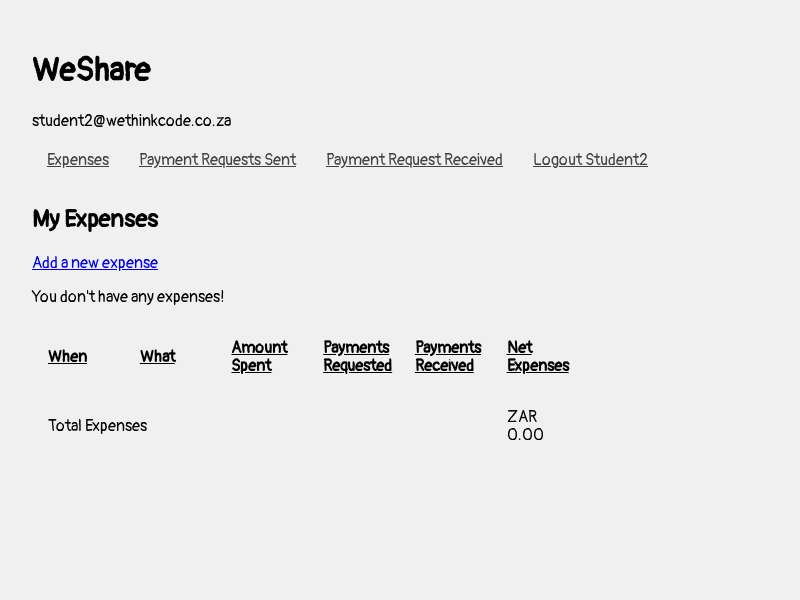 WeShare
student2@wethinkcode.co.za
Expenses Payment Requests Sent Payment Request Received Logout Student2
My Expenses
Add a new expense
You don't have any expenses!
When What Amount Spent Payments Requested Payments Received Net Expenses
Total Expenses ZAR 0.00